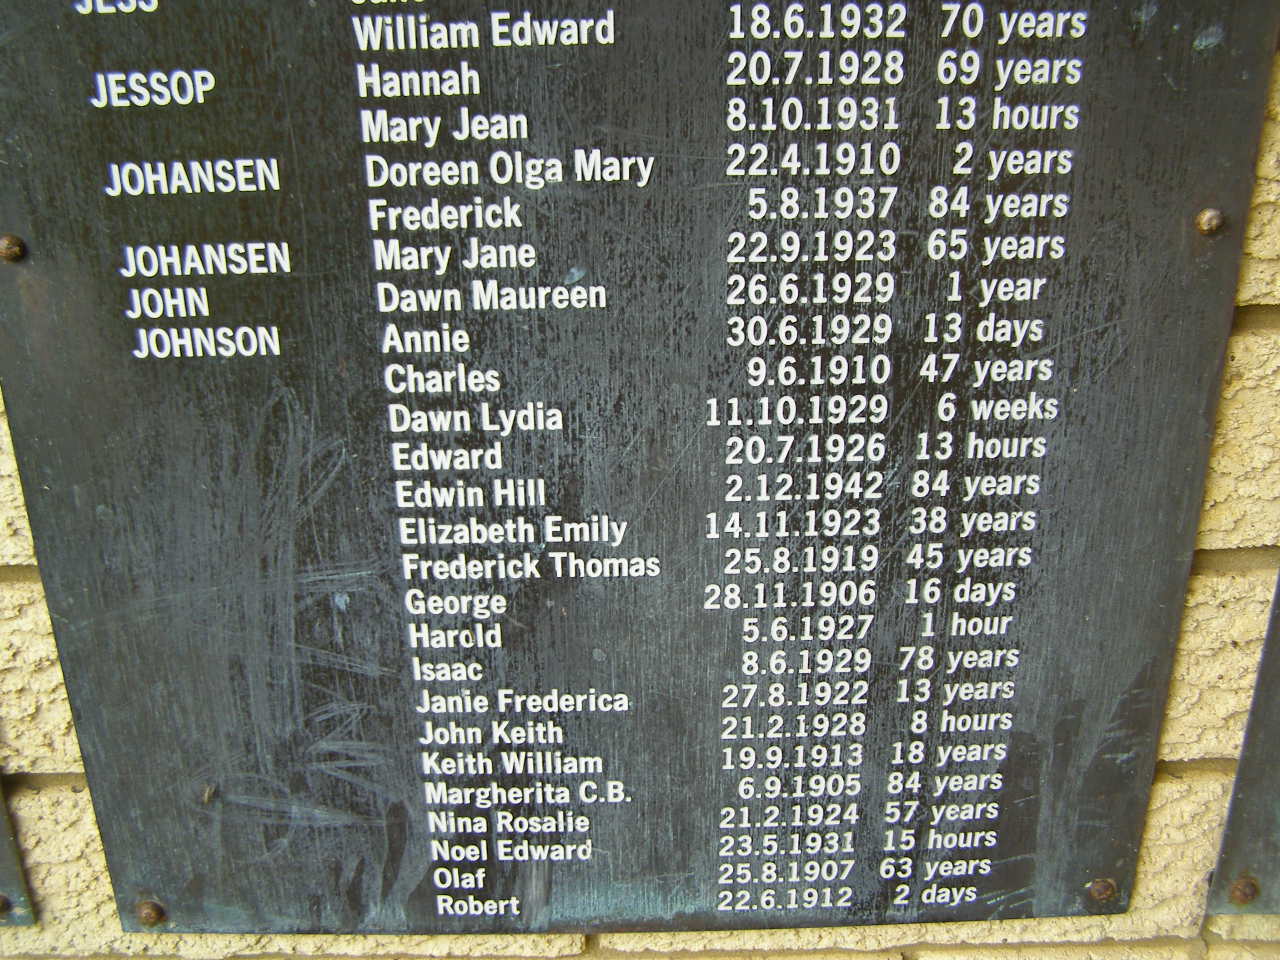 JESS
William Edward 18.6.1932 70 years
JESSOP Hannah 20.7.1928 69 years
Mary Jean 8.10.1931 13 hours
JOHANSEN Doreen Olga Mary 22.4.1910 2 years
Frederick 5.8.1937 84 years
JOHANSEN Mary Jane 22.9.1923 65 years
JOHN Dawn Maureen 26.6.1929 1 year
JOHNSON Annie 30.6.1929 13 days
Charles 9.6.1910 47 years
Dawn Lydia 11.10.1929 6 weeks
Edward 20.7.1926 13 hours
Edwin Hill 2.12.1942 84 years
Elizabeth Emily 14.11.1923 38 years
Frederick Thomas 25.8.1919 45 years
George 28.11.1906 16 days
Harold 5.6.1927 1 hour
Isaac 8.6.1929 78 years
Janie Frederica 27.8.1922 13 years
John Keith 21.2.1928 8 hours
Keith William 19.9.1913 18 years
Margherita C.B. 6.9.1905 84 years
Nina Rosalie 21.2.1924 57 years
Noel Edward 23.5.1931 15 hours
Olaf 25.8.1907 63 years
Robert 22.6.1912 2 days